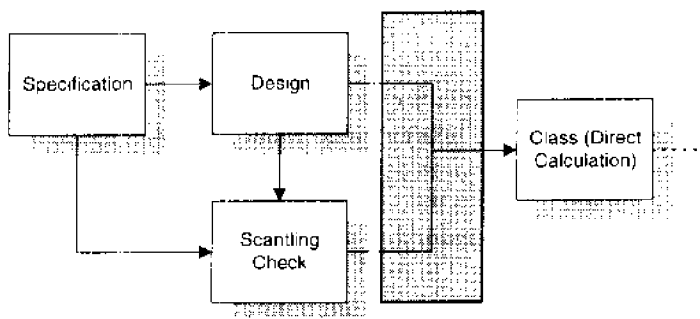 Specification
Design
Class (Direct
Calculation)
Scantling
Check